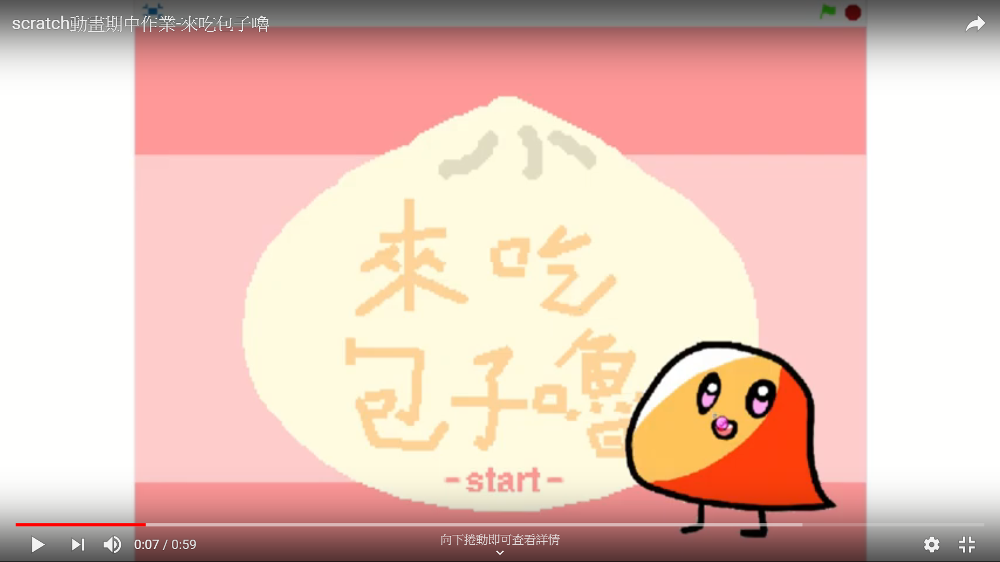 scratch動畫期中作業-來吃包子嚕
來吃
包子嚕
-start-
0:07 / 0:59
向下捲動即可查看詳情